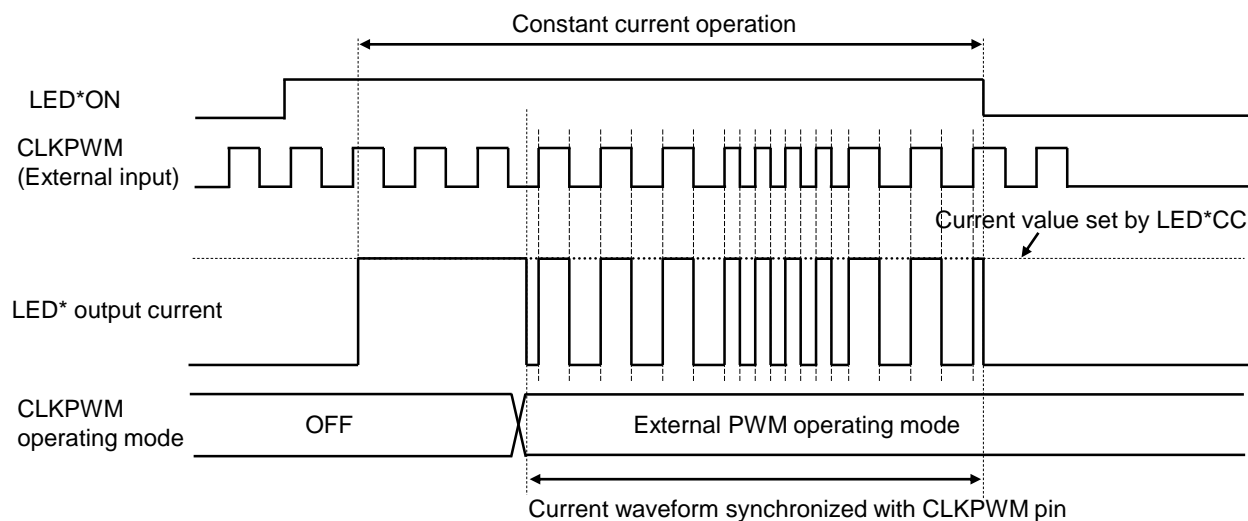 Constant current operation
LED*ON
CLKPWM
(External input)
Current value set by LED*CC
LED* output current
CLKPWM
operating mode
OFF
External PWM operating mode
Current waveform synchronized with CLKPWM pin